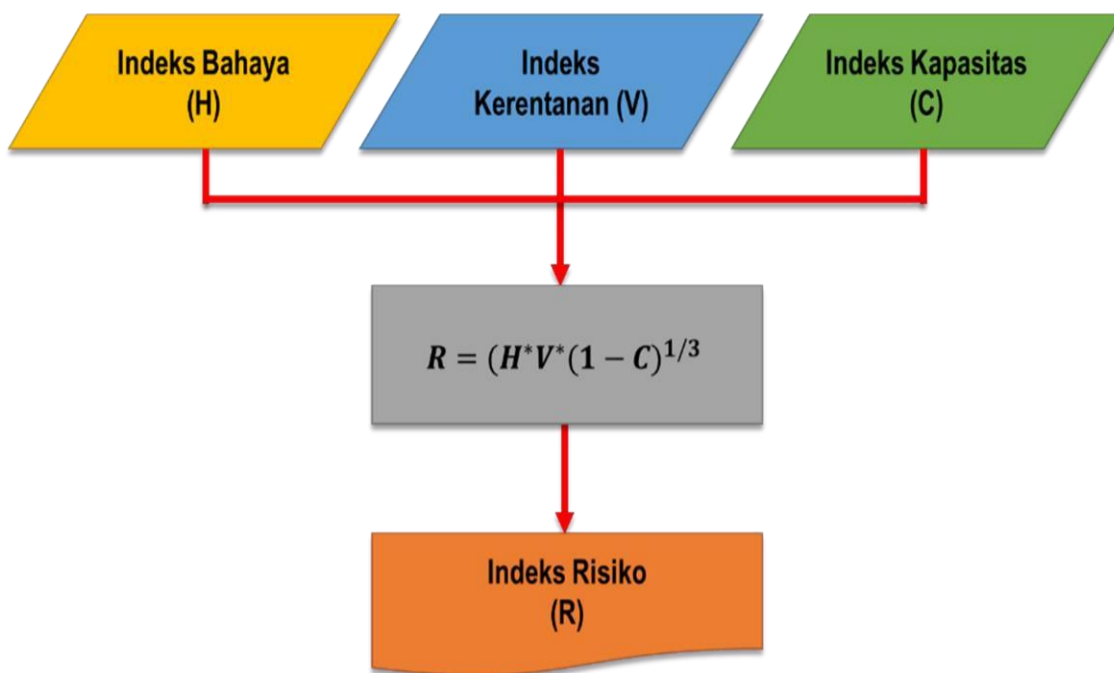 Indeks Bahaya
(H)
Indeks
Kerentanan (V)
Indeks Kapasitas
(C)
R = (H*V*(1 − C)^{1/3}
Indeks Risiko
(R)